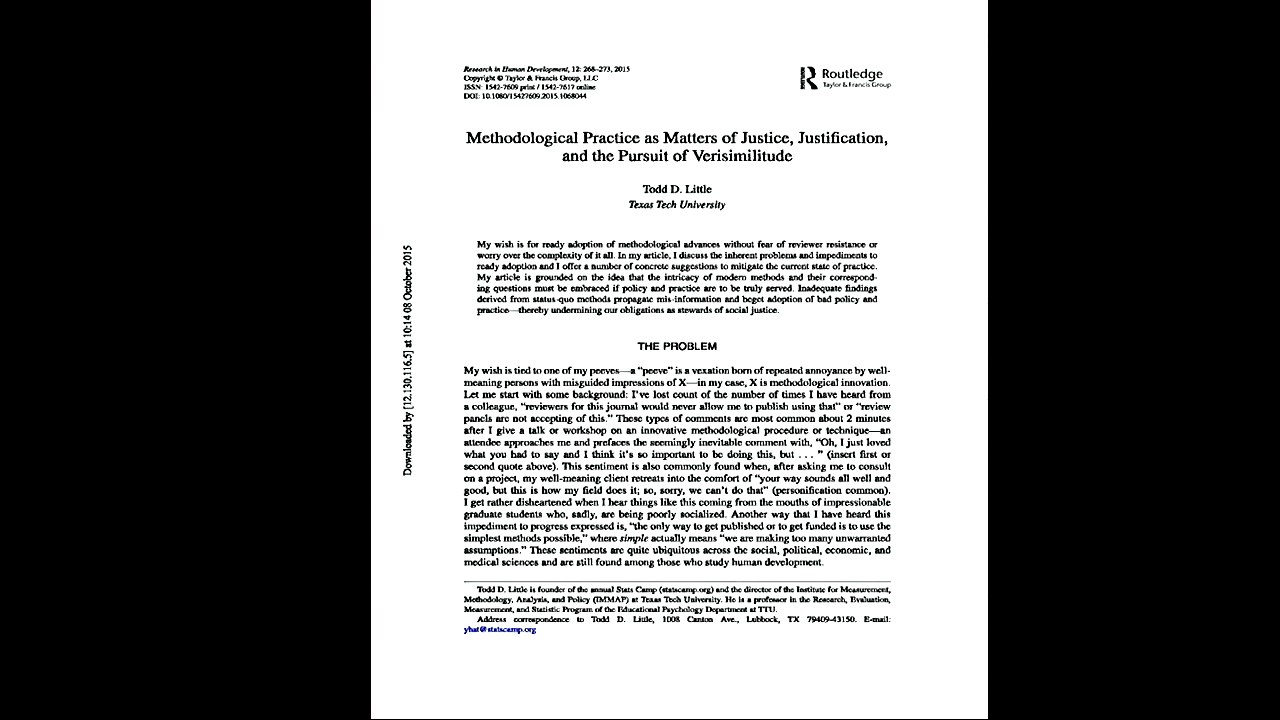 Research in Human Development, 12: 268–273, 2015
Copyright © Taylor & Francis Group, LLC
ISSN: 1542-7609 print / 1542-7617 online
DOI: 10.1080/15427609.2015.1068044
Routledge
Taylor & Francis Group
Methodological Practice as Matters of Justice, Justification,
and the Pursuit of Verisimilitude
Todd D. Little
Texas Tech University
My wish is for ready adoption of methodological advances without fear of reviewer resistance or
worry over the complexity of it all. In my article, I discuss the inherent problems and impediments to
ready adoption and I offer a number of concrete suggestions to mitigate the current state of practice.
My article is grounded on the idea that the intricacy of modern methods and their correspond-
ing questions must be embraced if policy and practice are to be truly served. Inadequate findings
derived from status-quo methods propagate mis-information and beget adoption of bad policy and
practice—thereby undermining our obligations as stewards of social justice.
THE PROBLEM
My wish is tied to one of my peeves—a “peeve” is a vexation born of repeated annoyance by well-
meaning persons with misguided impressions of X—in my case, X is methodological innovation.
Let me start with some background: I’ve lost count of the number of times I have heard from
a colleague, “reviewers for this journal would never allow me to publish using that” or “review
panels are not accepting of this.” These types of comments are most common about 2 minutes
after I give a talk or workshop on an innovative methodological procedure or technique—an
attendee approaches me and prefaces the seemingly inevitable comment with, “Oh, I just loved
what you had to say and I think it’s so important to be doing this, but . . . ” (insert first or
second quote above). This sentiment is also commonly found when, after asking me to consult
on a project, my well-meaning client retreats into the comfort of “your way sounds all well and
good, but this is how my field does it; so, sorry, we can’t do that” (personification common).
I get rather disheartened when I hear things like this coming from the mouths of impressionable
graduate students who, sadly, are being poorly socialized. Another way that I have heard this
impediment to progress expressed is, “the only way to get published or to get funded is to use the
simplest methods possible,” where simple actually means “we are making too many unwarranted
assumptions.” These sentiments are quite ubiquitous across the social, political, economic, and
medical sciences and are still found among those who study human development.
Todd D. Little is founder of the annual Stats Camp (statscamp.org) and the director of the Institute for Measurement,
Methodology, Analysis, and Policy (IMMAP) at Texas Tech University. He is a professor in the Research, Evaluation,
Measurement, and Statistic Program of the Educational Psychology Department at TTU.
Address correspondence to Todd D. Little, 1008 Canton Ave., Lubbock, TX 79409-43150. E-mail:
yhat@statscamp.org
Downloaded by [12.130.116.5] at 10:14 08 October 2015